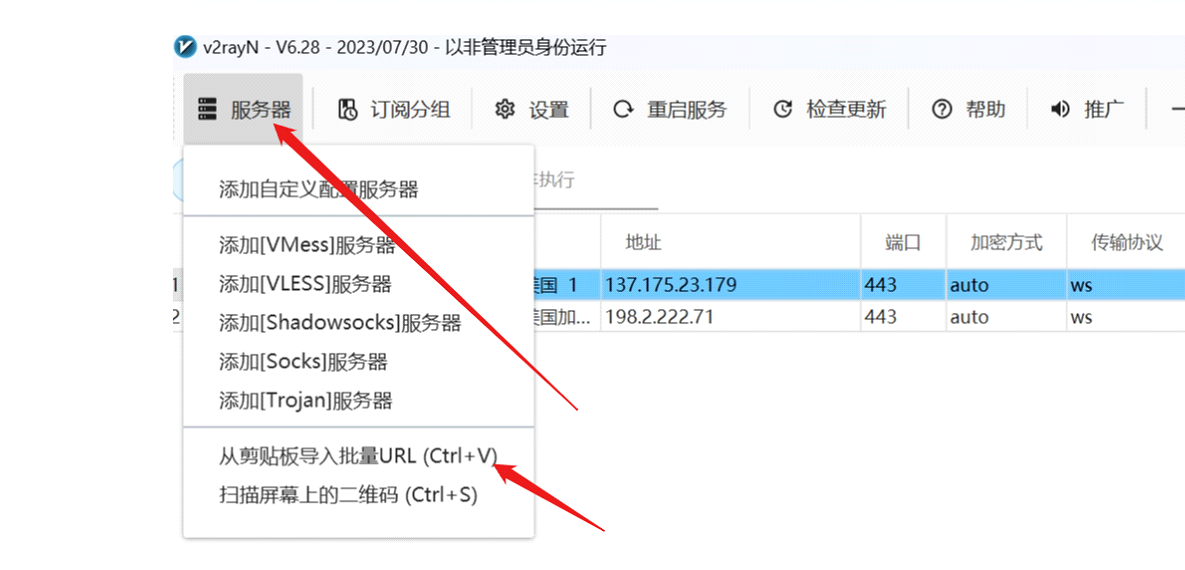 v2rayN - V6.28 - 2023/07/30 - 以非管理员身份运行
服务器 订阅分组 设置 重启服务 检查更新 帮助 推广
添加自定义配置服务器
执行
添加[VMess]服务器
添加[VLESS]服务器
添加[Shadowsocks]服务器
添加[Socks]服务器
添加[Trojan]服务器
从剪贴板导入批量URL (Ctrl+V)
扫描屏幕上的二维码 (Ctrl+S)
地址 端口 加密方式 传输协议
1 美国 1 137.175.23.179 443 auto ws
2 美国加... 198.2.222.71 443 auto ws